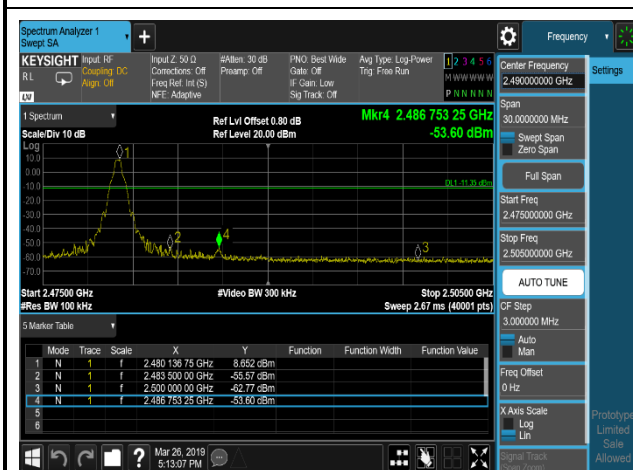 Spectrum Analyzer 1
Swept SA
Frequency
KEYSIGHT
RL
Input: RF
Coupling: DC
Align: Off
Input Z: 50 Ω
Corrections: Off
Freq Ref: Int (S)
NFE: Adaptive
#Atten: 30 dB
Preamp: Off
PNO: Best Wide
Gate: Off
IF Gain: Low
Sig Track: Off
Avg Type: Log-Power
Trig: Free Run
1 2 3 4 5 6
M W W W W W
P N N N N N
LW
1 Spectrum
Scale/Div 10 dB
Log
Ref Lvl Offset 0.80 dB
Ref Level 20.00 dBm
Mkr4 2.486 753 25 GHz
-53.60 dBm
10.0
0.00
-10.0
-20.0
-30.0
-40.0
-50.0
-60.0
-70.0
1
2
4
3
DL1 -11.35 dBm
Start 2.47500 GHz
#Res BW 100 kHz
#Video BW 300 kHz
Stop 2.50500 GHz
Sweep 2.67 ms (40001 pts)
5 Marker Table
Mode Trace Scale X Y Function Function Width Function Value
1 N 1 f 2.480 136 75 GHz 8.652 dBm
2 N 1 f 2.483 500 00 GHz -55.57 dBm
3 N 1 f 2.500 000 00 GHz -62.77 dBm
4 N 1 f 2.486 753 25 GHz -53.60 dBm
5
6
Mar 26, 2019
5:13:07 PM
Center Frequency
2.490000000 GHz
Settings
Span
30.0000000 MHz
Swept Span
Zero Span
Full Span
Start Freq
2.475000000 GHz
Stop Freq
2.505000000 GHz
AUTO TUNE
CF Step
3.000000 MHz
Auto
Man
Freq Offset
0 Hz
X Axis Scale
Log
Lin
Signal Track
(Span Zoom)
Prototype
Limited
Sale
Allowed